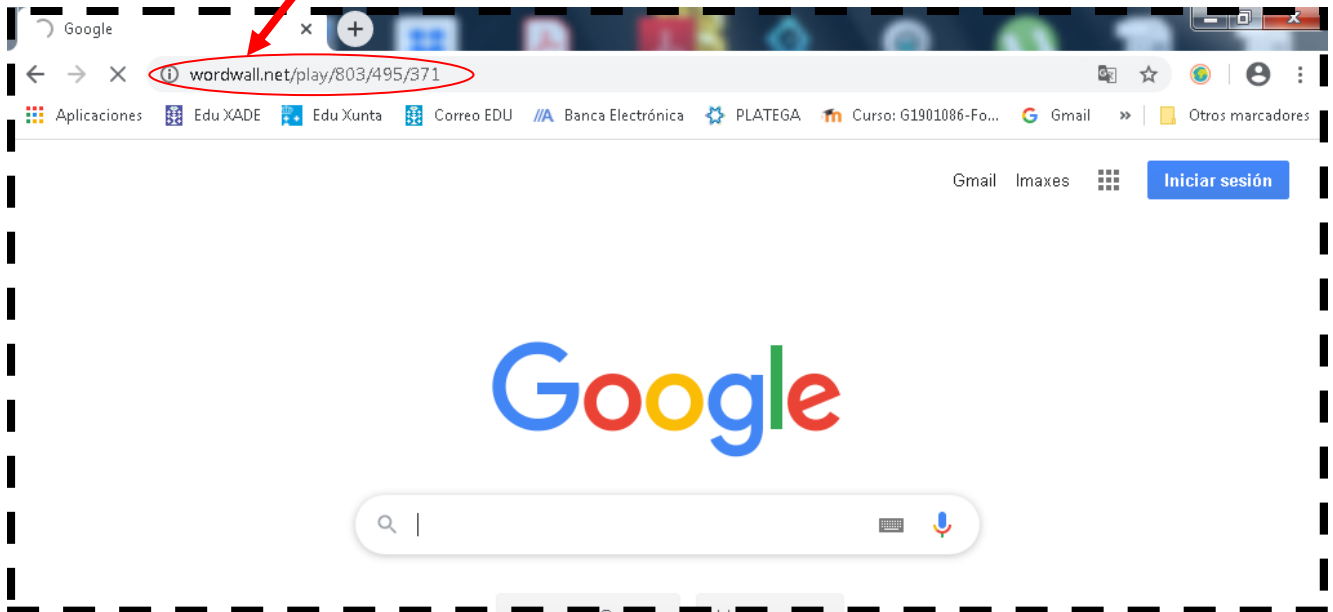 Google
wordwall.net/play/803/495/371
Aplicaciones Edu XADE Edu Xunta Correo EDU Banca Electrónica PLATEGA Curso: G1901086-Fo... Gmail » Otros marcadores
Gmail Imaxes Iniciar sesión
Google